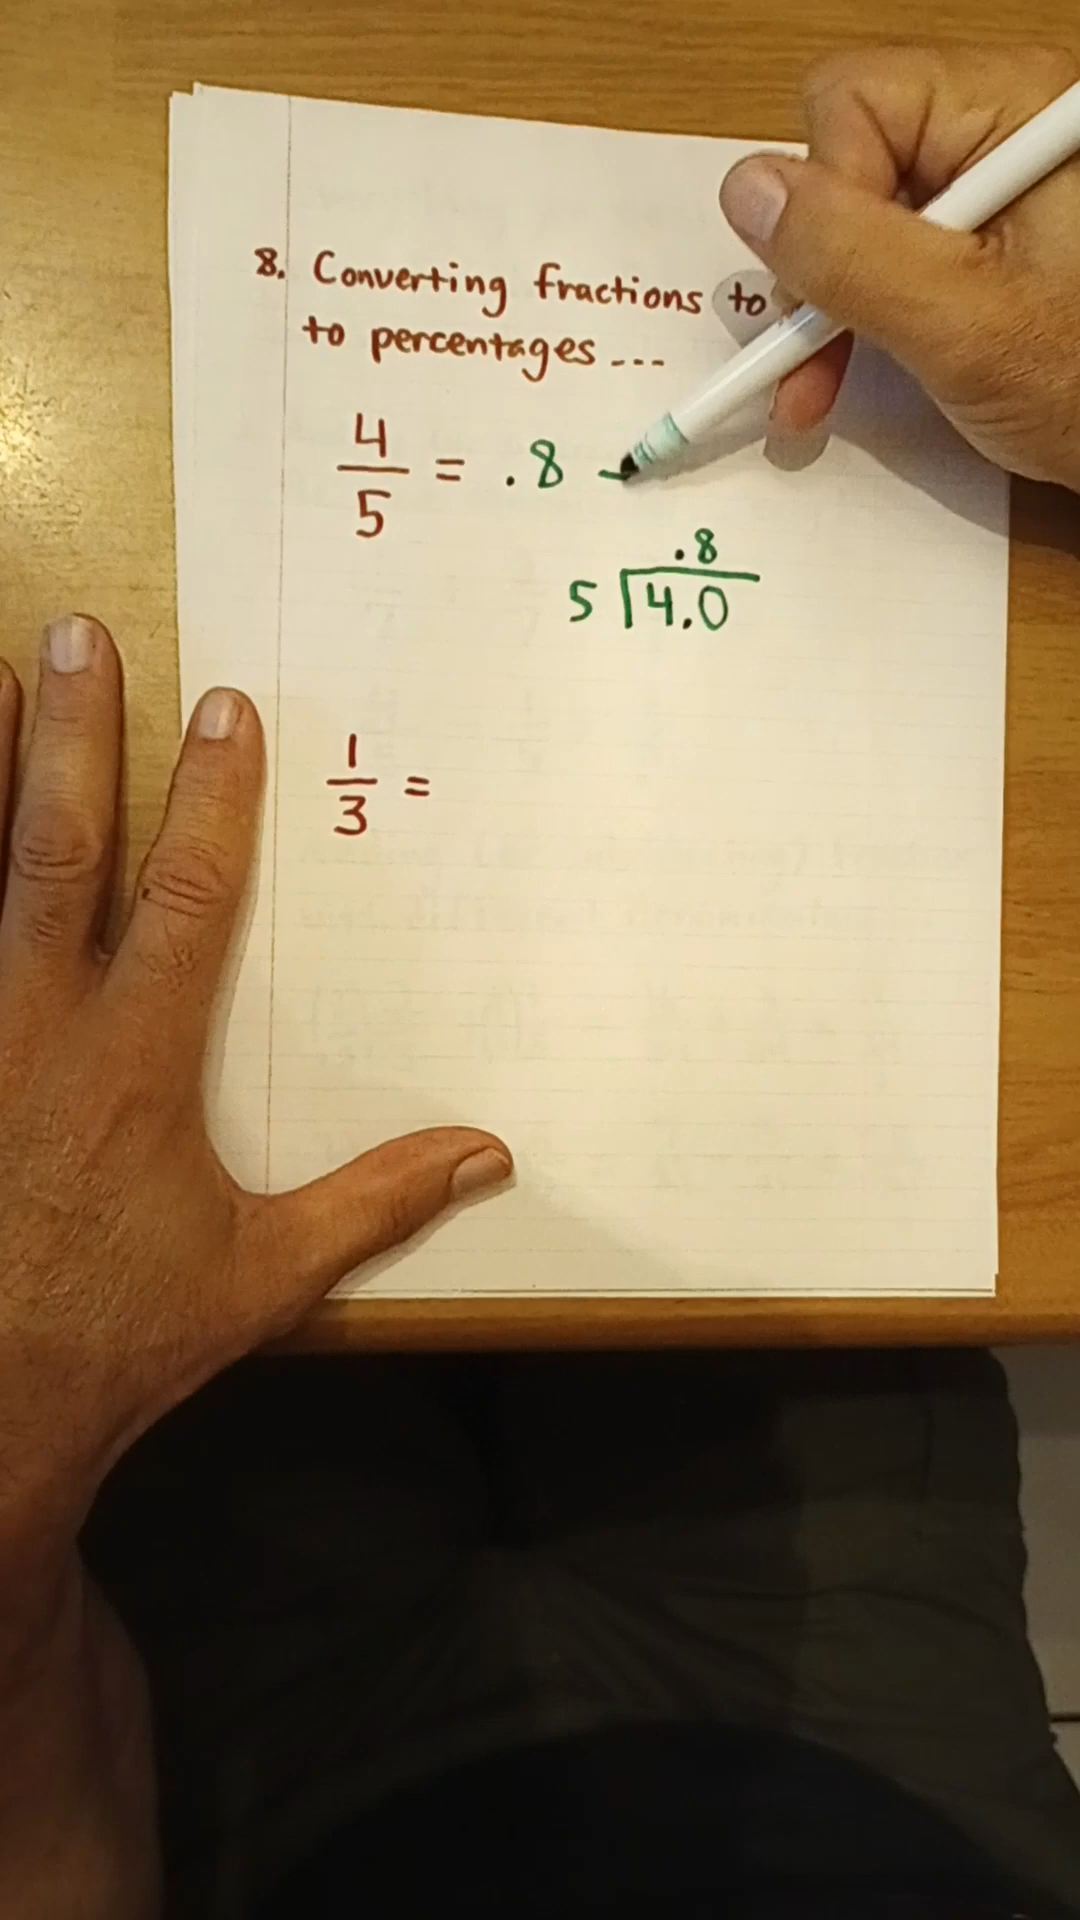 8. Converting fractions to
to percentages...
4/5 = .8 -
.8
5 4.0
1/3 =